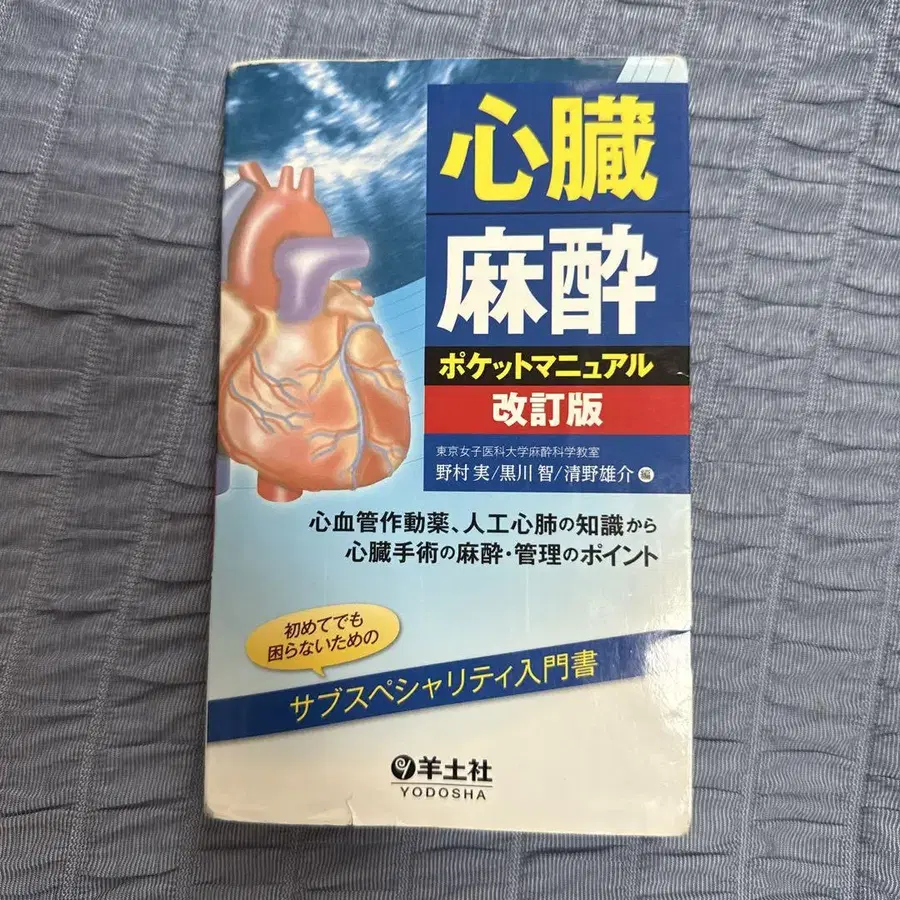 心臓
麻酔
ポケットマニュアル
改訂版
東京女子医科大学麻酔科学教室
野村 実/黒川 智/清野雄介 編
心血管作動薬、人工心肺の知識から
心臓手術の麻酔・管理のポイント
初めてでも
困らないための
サブスペシャリティ入門書
羊土社
YODOSHA